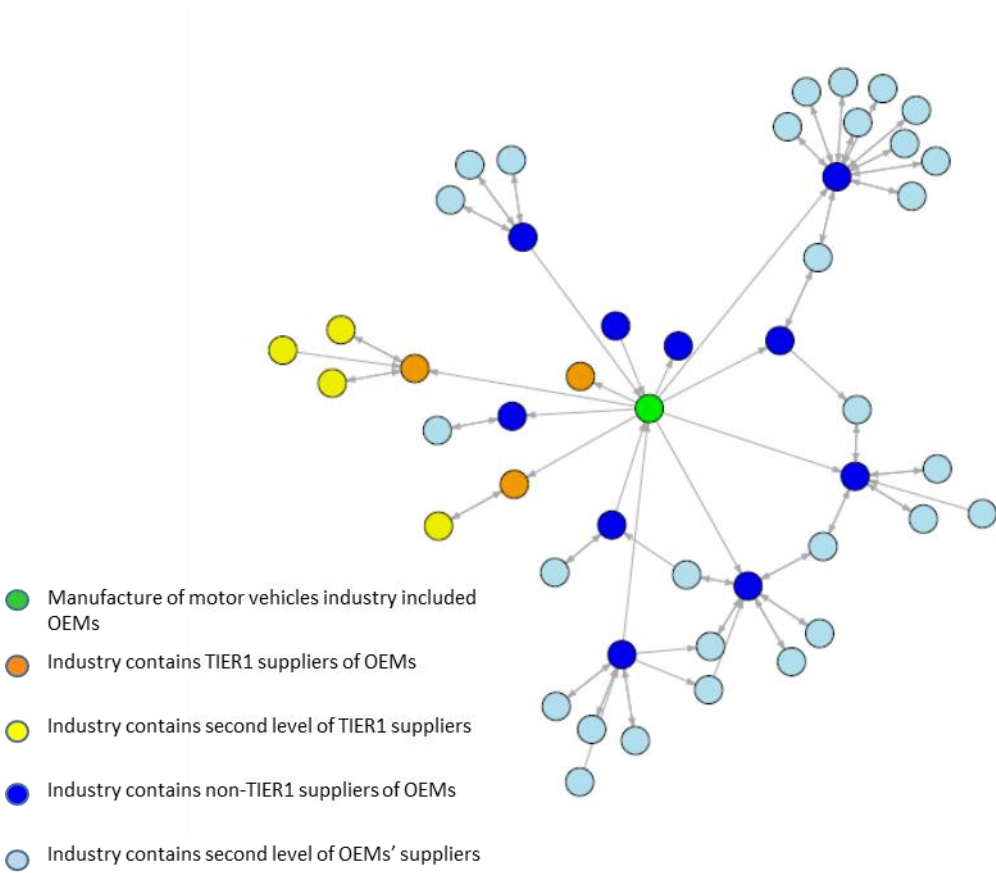 Manufacture of motor vehicles industry included
OEMs
Industry contains TIER1 suppliers of OEMs
Industry contains second level of TIER1 suppliers
Industry contains non-TIER1 suppliers of OEMs
Industry contains second level of OEMs' suppliers